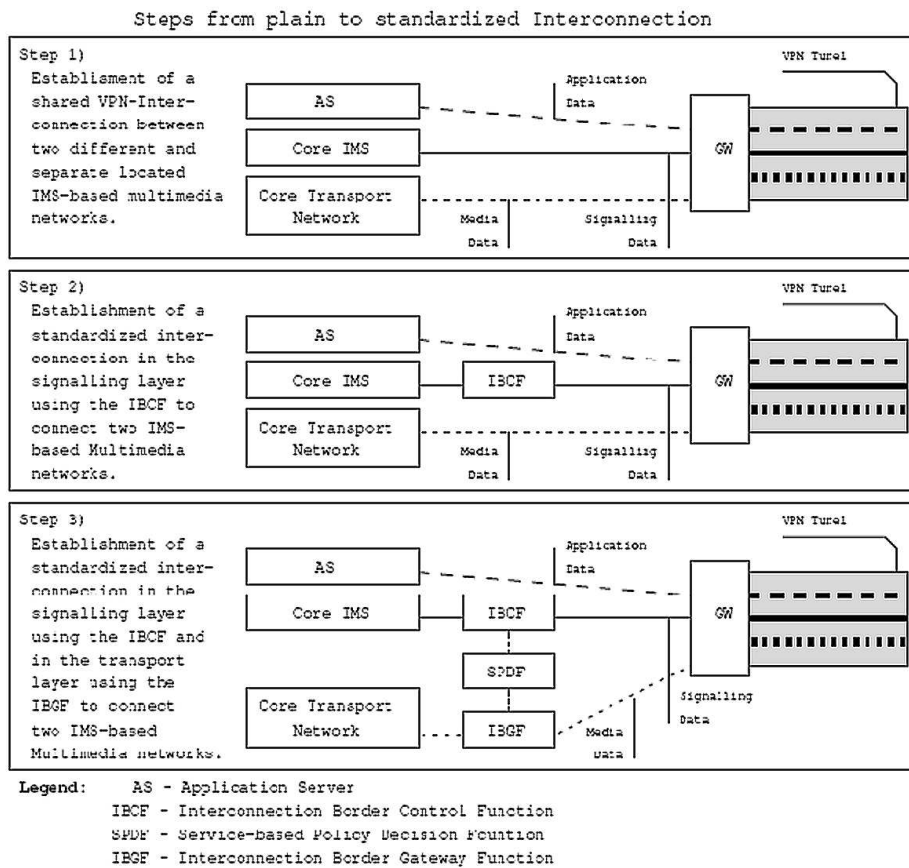 Steps from plain to standardized Interconnection
Step 1)
Establisment of a
shared VPN-Inter-
connection between
two different and
separate located
IMS-based multimedia
networks.
AS
Core IMS
Core Transport
Network
Application
Data
Media
Data
Signalling
Data
GW
VPN Tunel
Step 2)
Establishment of a
standardized inter-
connection in the
signalling layer
using the IBCF to
connect two IMS-
based Multimedia
networks.
AS
Core IMS
IBCF
Core Transport
Network
Application
Data
Media
Data
Signalling
Data
GW
VPN Tunel
Step 3)
Establishment of a
standardized inter-
connection in the
signalling layer
using the IBCF and
in the transport
layer using the
IBGF to connect
two IMS-based
Multimedia networks.
AS
Core IMS
IBCF
SPDF
Core Transport
Network
IBGF
Application
Data
Media
Data
Signalling
Data
GW
VPN Tunel
Legend: AS - Application Server
IBCF - Interconnection Border Control Function
SPDF - Service-based Policy Decision Fountion
IBGF - Interconnection Border Gateway Function